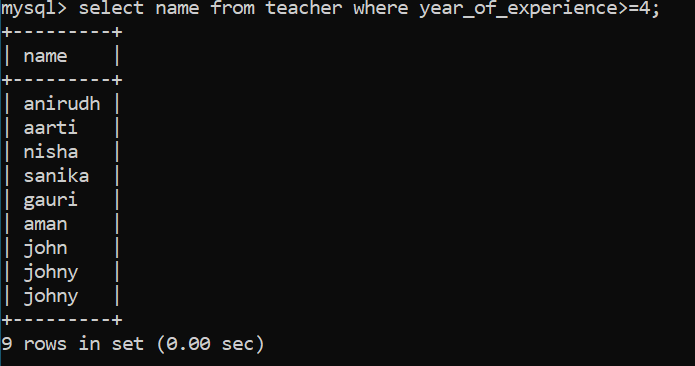 mysql> select name from teacher where year_of_experience>=4;
+---------+
| name    |
+---------+
| anirudh |
| aarti   |
| nisha   |
| sanika  |
| gauri   |
| aman    |
| john    |
| johny   |
| johny   |
+---------+
9 rows in set (0.00 sec)